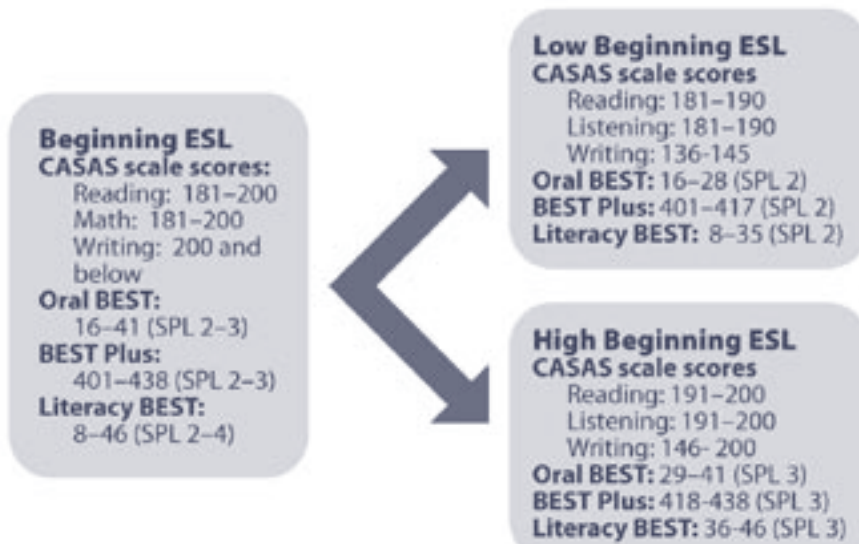 Beginning ESL
CASAS scale scores:
Reading: 181–200
Math: 181–200
Writing: 200 and
below
Oral BEST:
16–41 (SPL 2–3)
BEST Plus:
401–438 (SPL 2–3)
Literacy BEST:
8–46 (SPL 2–4)
Low Beginning ESL
CASAS scale scores
Reading: 181–190
Listening: 181–190
Writing: 136-145
Oral BEST: 16–28 (SPL 2)
BEST Plus: 401–417 (SPL 2)
Literacy BEST: 8–35 (SPL 2)
High Beginning ESL
CASAS scale scores
Reading: 191–200
Listening: 191–200
Writing: 146- 200
Oral BEST: 29–41 (SPL 3)
BEST Plus: 418-438 (SPL 3)
Literacy BEST: 36-46 (SPL 3)